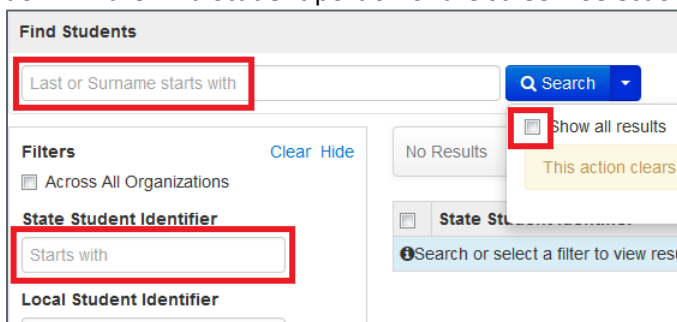 Find Students
Last or Surname starts with
Search
Show all results
This action clears
Filters Clear Hide
Across All Organizations
No Results
State Student Identifier
Starts with
State
Search or select a filter to view
Local Student Identifier